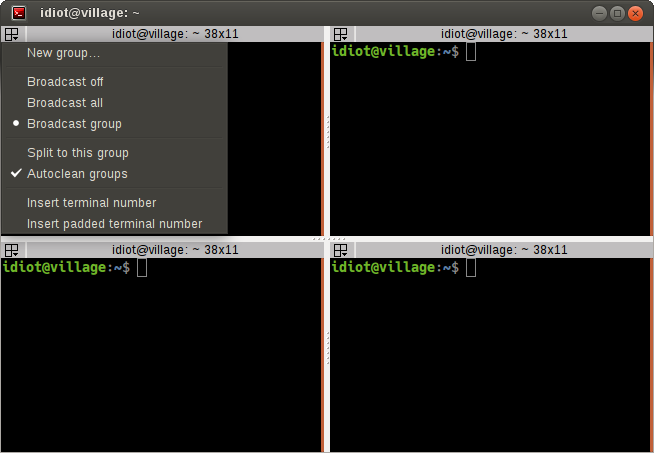 idiot@village: ~
idiot@village: ~ 38x11
idiot@village: ~ 38x11
New group...
Broadcast off
Broadcast all
Broadcast group
Split to this group
Autoclean groups
Insert terminal number
Insert padded terminal number
idiot@village:~$
idiot@village: ~ 38x11
idiot@village: ~ 38x11
idiot@village:~$
idiot@village:~$